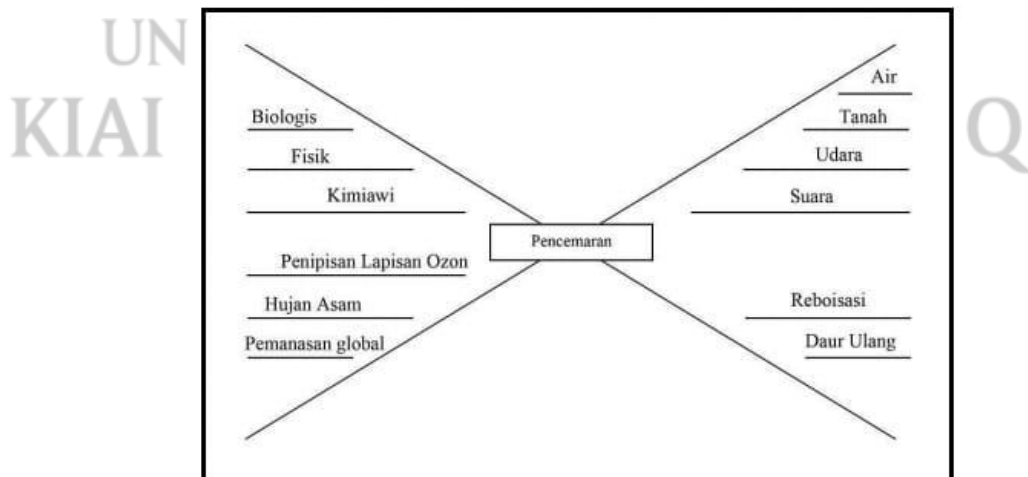 UN
KIAI
Q
Biologis
Fisik
Kimiawi
Air
Tanah
Udara
Suara
Pencemaran
Penipisan Lapisan Ozon
Hujan Asam
Pemanasan global
Reboisasi
Daur Ulang